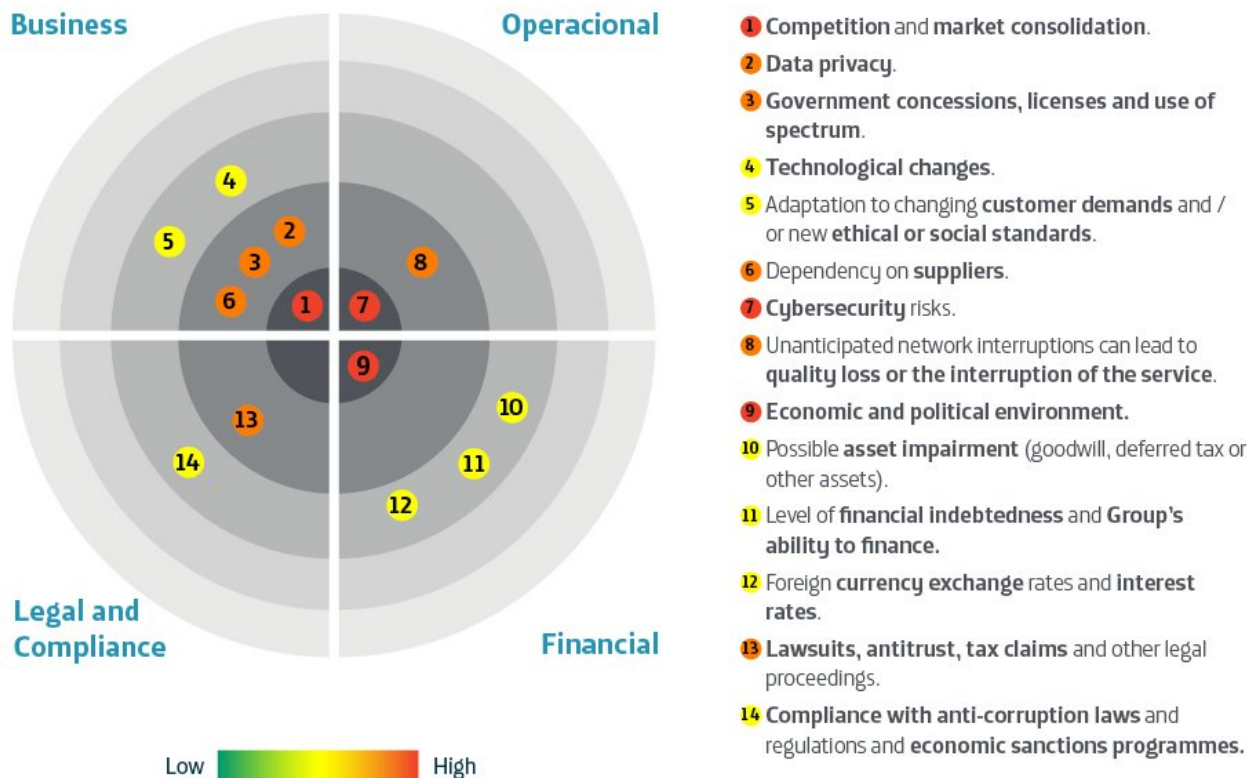 Business
Operacional
4
2
5
3
8
6
1
7
9
13
10
14
11
12
Legal and
Compliance
Financial
Low
High
1 Competition and market consolidation.
2 Data privacy.
3 Government concessions, licenses and use of
spectrum.
4 Technological changes.
5 Adaptation to changing customer demands and /
or new ethical or social standards.
6 Dependency on suppliers.
7 Cybersecurity risks.
8 Unanticipated network interruptions can lead to
quality loss or the interruption of the service.
9 Economic and political environment.
10 Possible asset impairment (goodwill, deferred tax or
other assets).
11 Level of financial indebtedness and Group's
ability to finance.
12 Foreign currency exchange rates and interest
rates.
13 Lawsuits, antitrust, tax claims and other legal
proceedings.
14 Compliance with anti-corruption laws and
regulations and economic sanctions programmes.